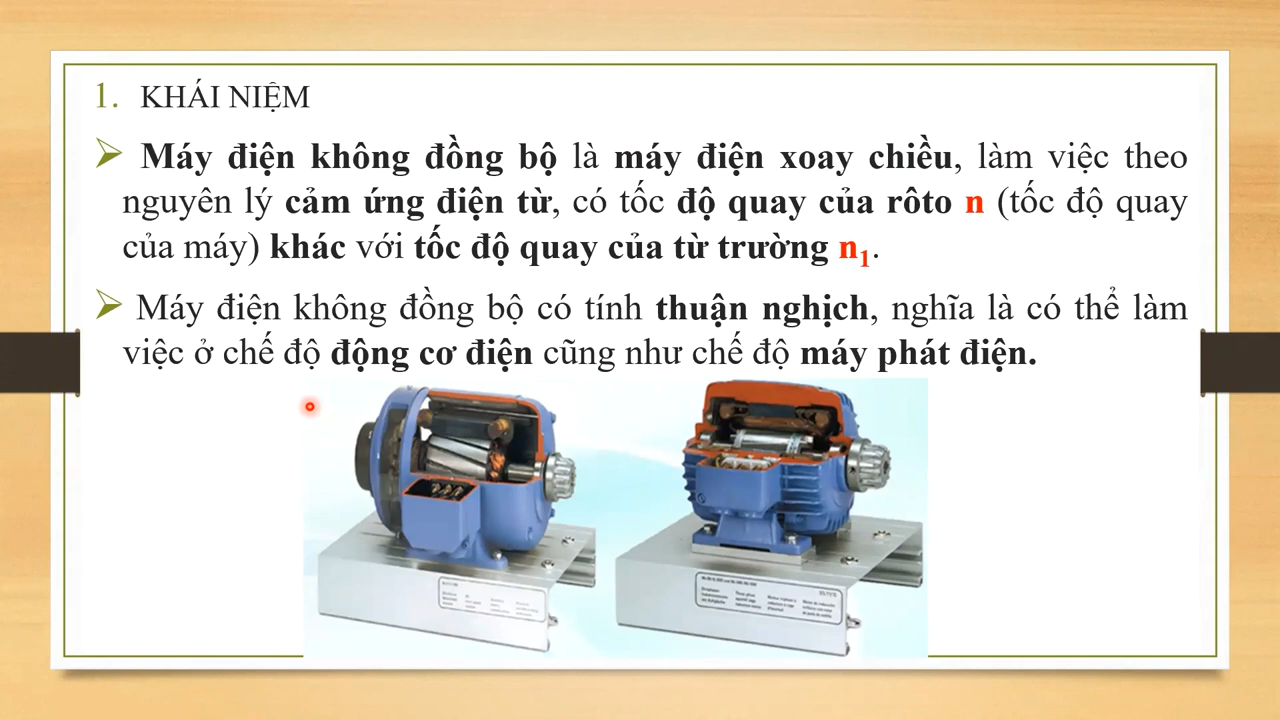 1. KHÁI NIỆM
Máy điện không đồng bộ là máy điện xoay chiều, làm việc theo
nguyên lý cảm ứng điện từ, có tốc độ quay của rôto n (tốc độ quay
của máy) khác với tốc độ quay của từ trường n₁.
Máy điện không đồng bộ có tính thuận nghịch, nghĩa là có thể làm
việc ở chế độ động cơ điện cũng như chế độ máy phát điện.